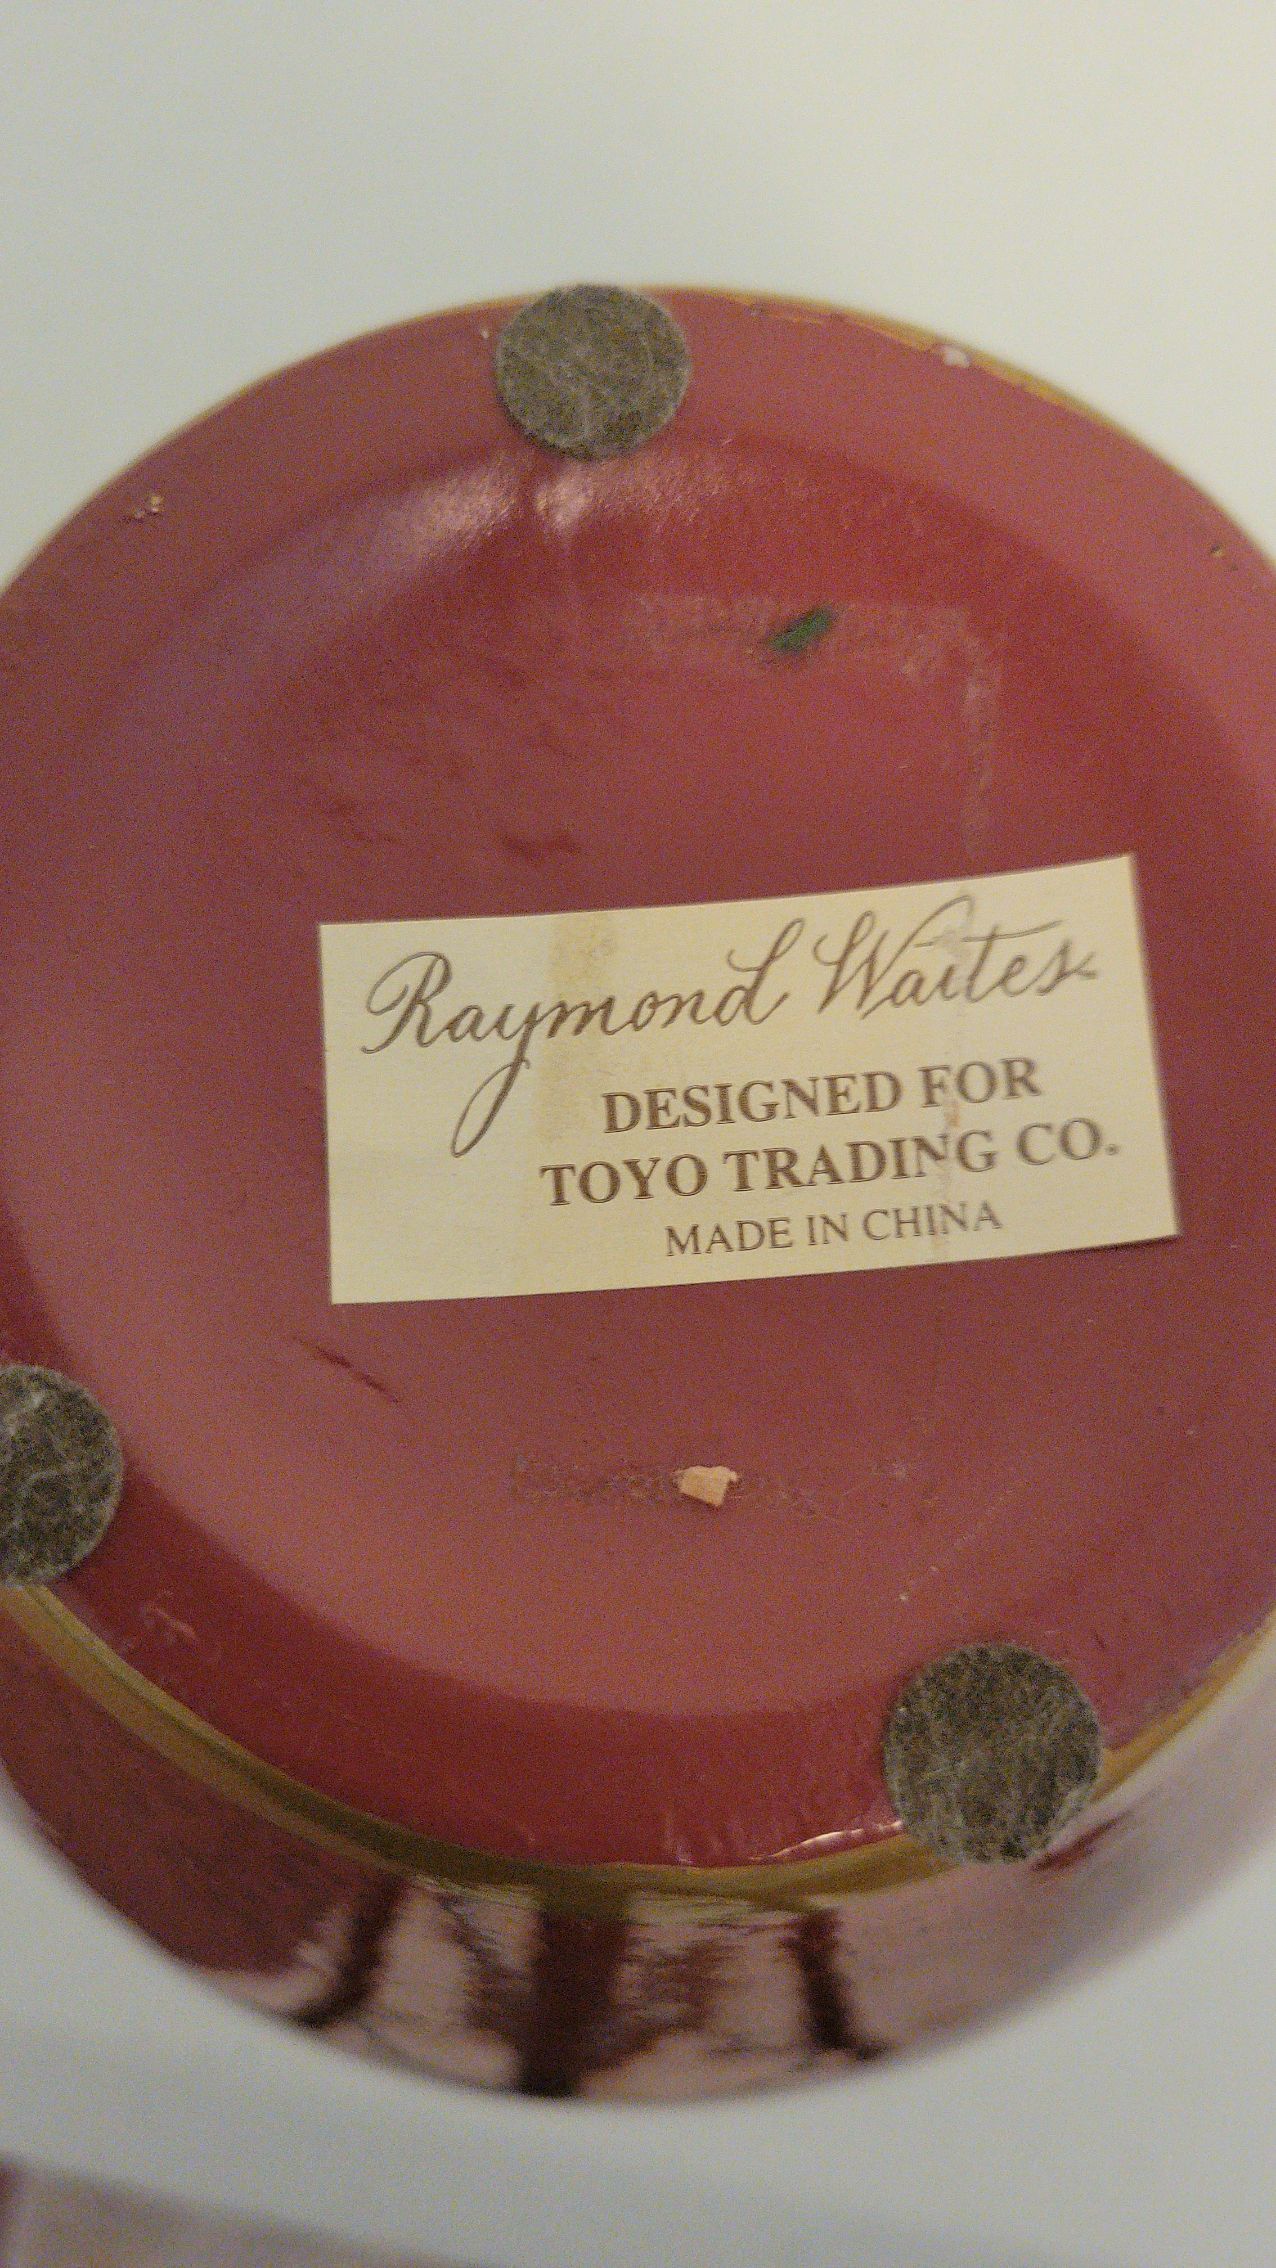 Raymond Waites
DESIGNED FOR
TOYO TRADING CO.
MADE IN CHINA